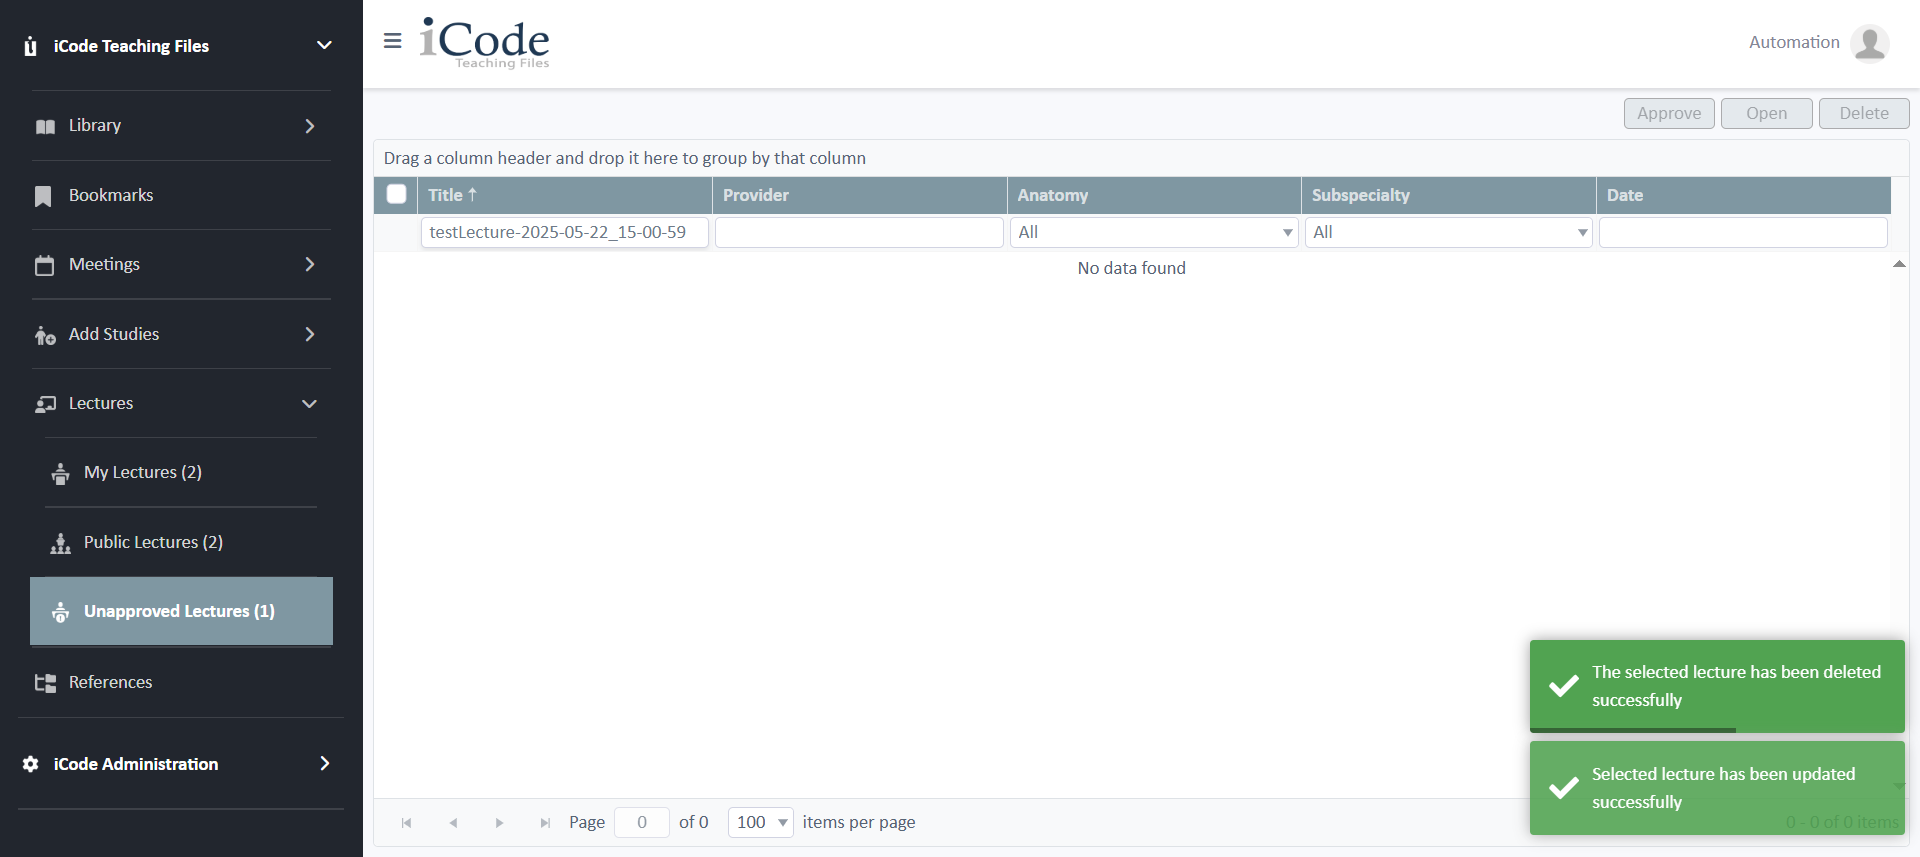 iCode Teaching Files
Library
Bookmarks
Meetings
Add Studies
Lectures
My Lectures (2)
Public Lectures (2)
Unapproved Lectures (1)
References
iCode Administration
iCode
Teaching Files
Automation
Approve Open Delete
Drag a column header and drop it here to group by that column
Title Provider Anatomy Subspecialty Date
testLecture-2025-05-22_15-00-59 All All
No data found
The selected lecture has been deleted
successfully
Selected lecture has been updated
successfully
Page 0 of 0 100 items per page 0 - 0 of 0 items